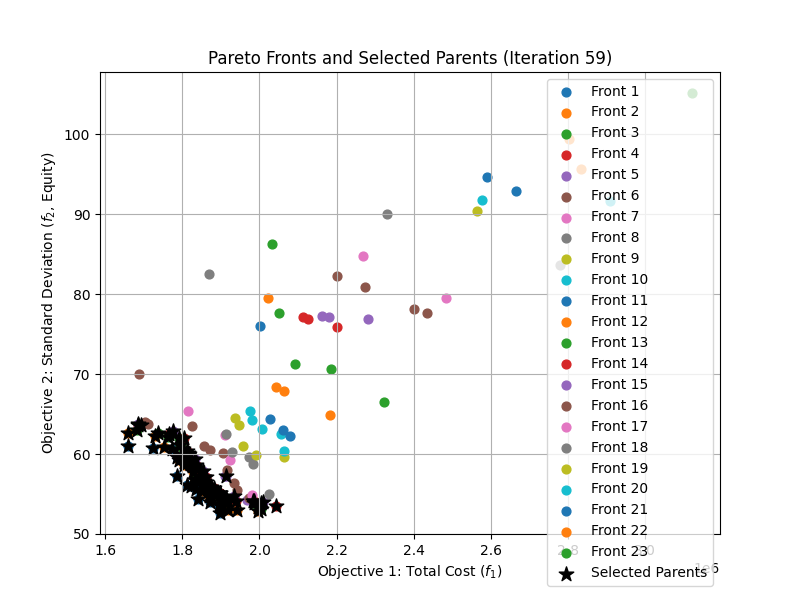 Pareto Fronts and Selected Parents (Iteration 59)
Objective 2: Standard Deviation (f₂, Equity)
100
90
80
70
60
50
1.6
1.8
2.0
2.2
2.4
2.6
2.8
3.0
1e6
Objective 1: Total Cost (f₁)
Front 1
Front 2
Front 3
Front 4
Front 5
Front 6
Front 7
Front 8
Front 9
Front 10
Front 11
Front 12
Front 13
Front 14
Front 15
Front 16
Front 17
Front 18
Front 19
Front 20
Front 21
Front 22
Front 23
Selected Parents